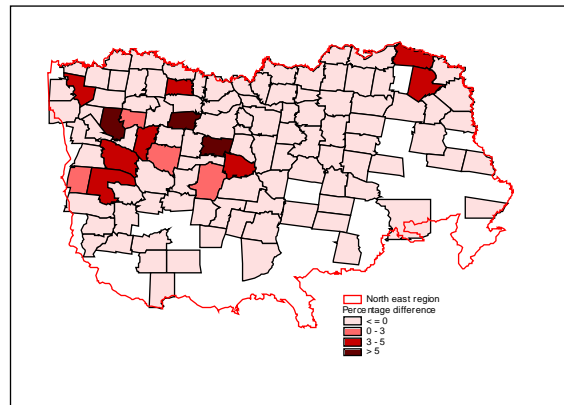 North east region
Percentage difference
< = 0
0 - 3
3 - 5
> 5